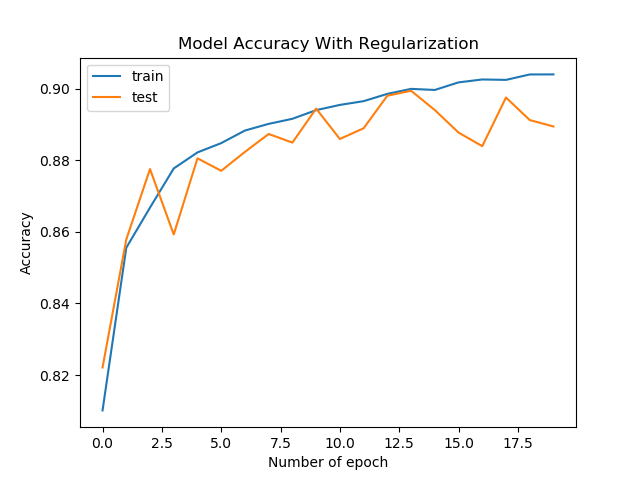 Model Accuracy With Regularization
train
test
0.90
0.88
0.86
0.84
0.82
Accuracy
0.0 2.5 5.0 7.5 10.0 12.5 15.0 17.5
Number of epoch